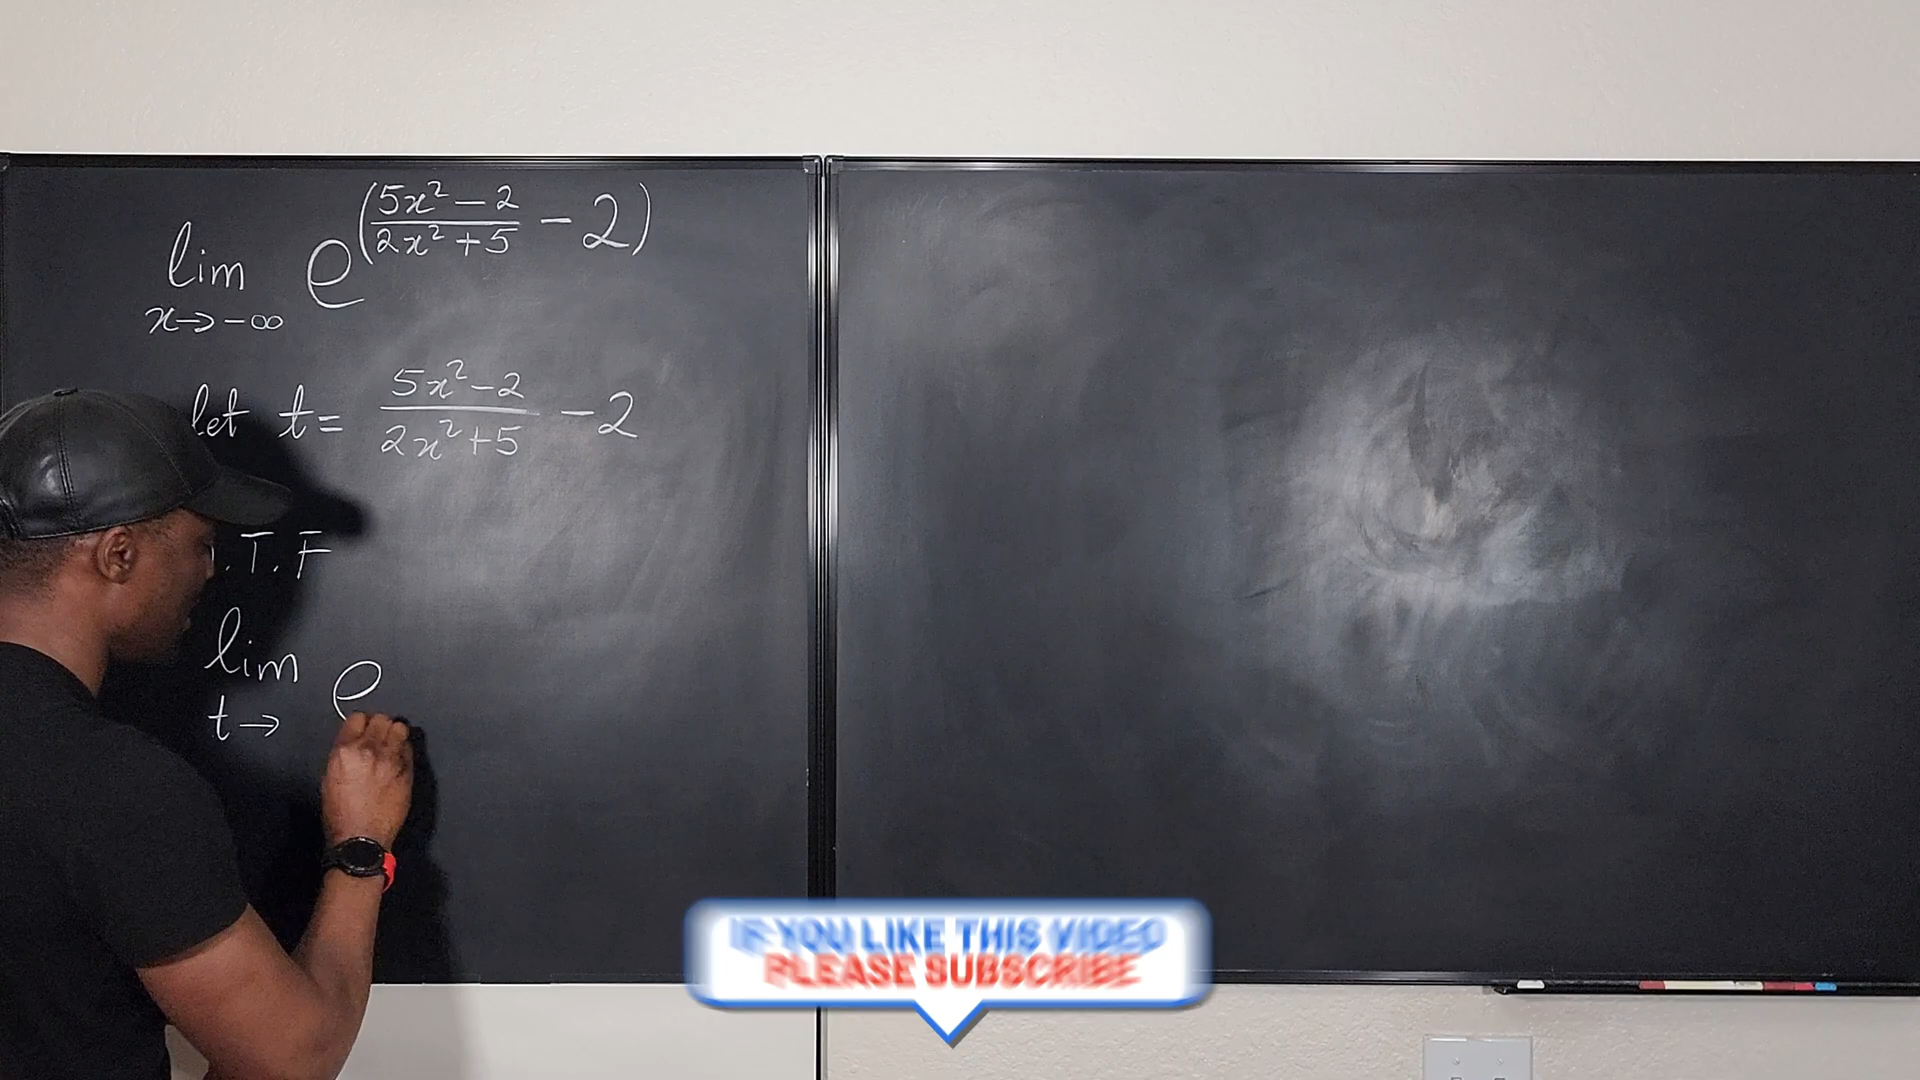 lim e^((5x² − 2)/(2x² + 5) − 2)
x → −∞
let t = (5x² − 2)/(2x² + 5) − 2
.T.F
lim e
t →
IF YOU LIKE THIS VIDEO
PLEASE SUBSCRIBE